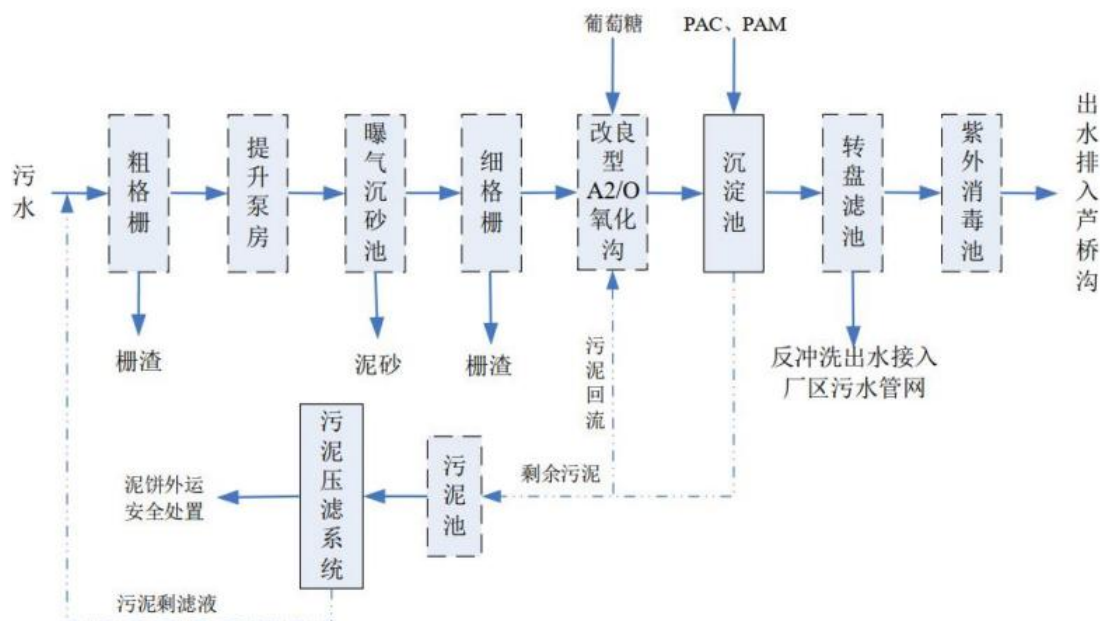 葡萄糖
PAC、PAM
污水
粗格栅
提升泵房
曝气沉砂池
细格栅
改良型A2/O氧化沟
沉淀池
转盘滤池
紫外消毒池
出水排入芦桥沟
栅渣
泥砂
栅渣
污泥回流
反冲洗出水接入
厂区污水管网
污泥压滤系统
污泥池
剩余污泥
泥饼外运
安全处置
污泥剩滤液